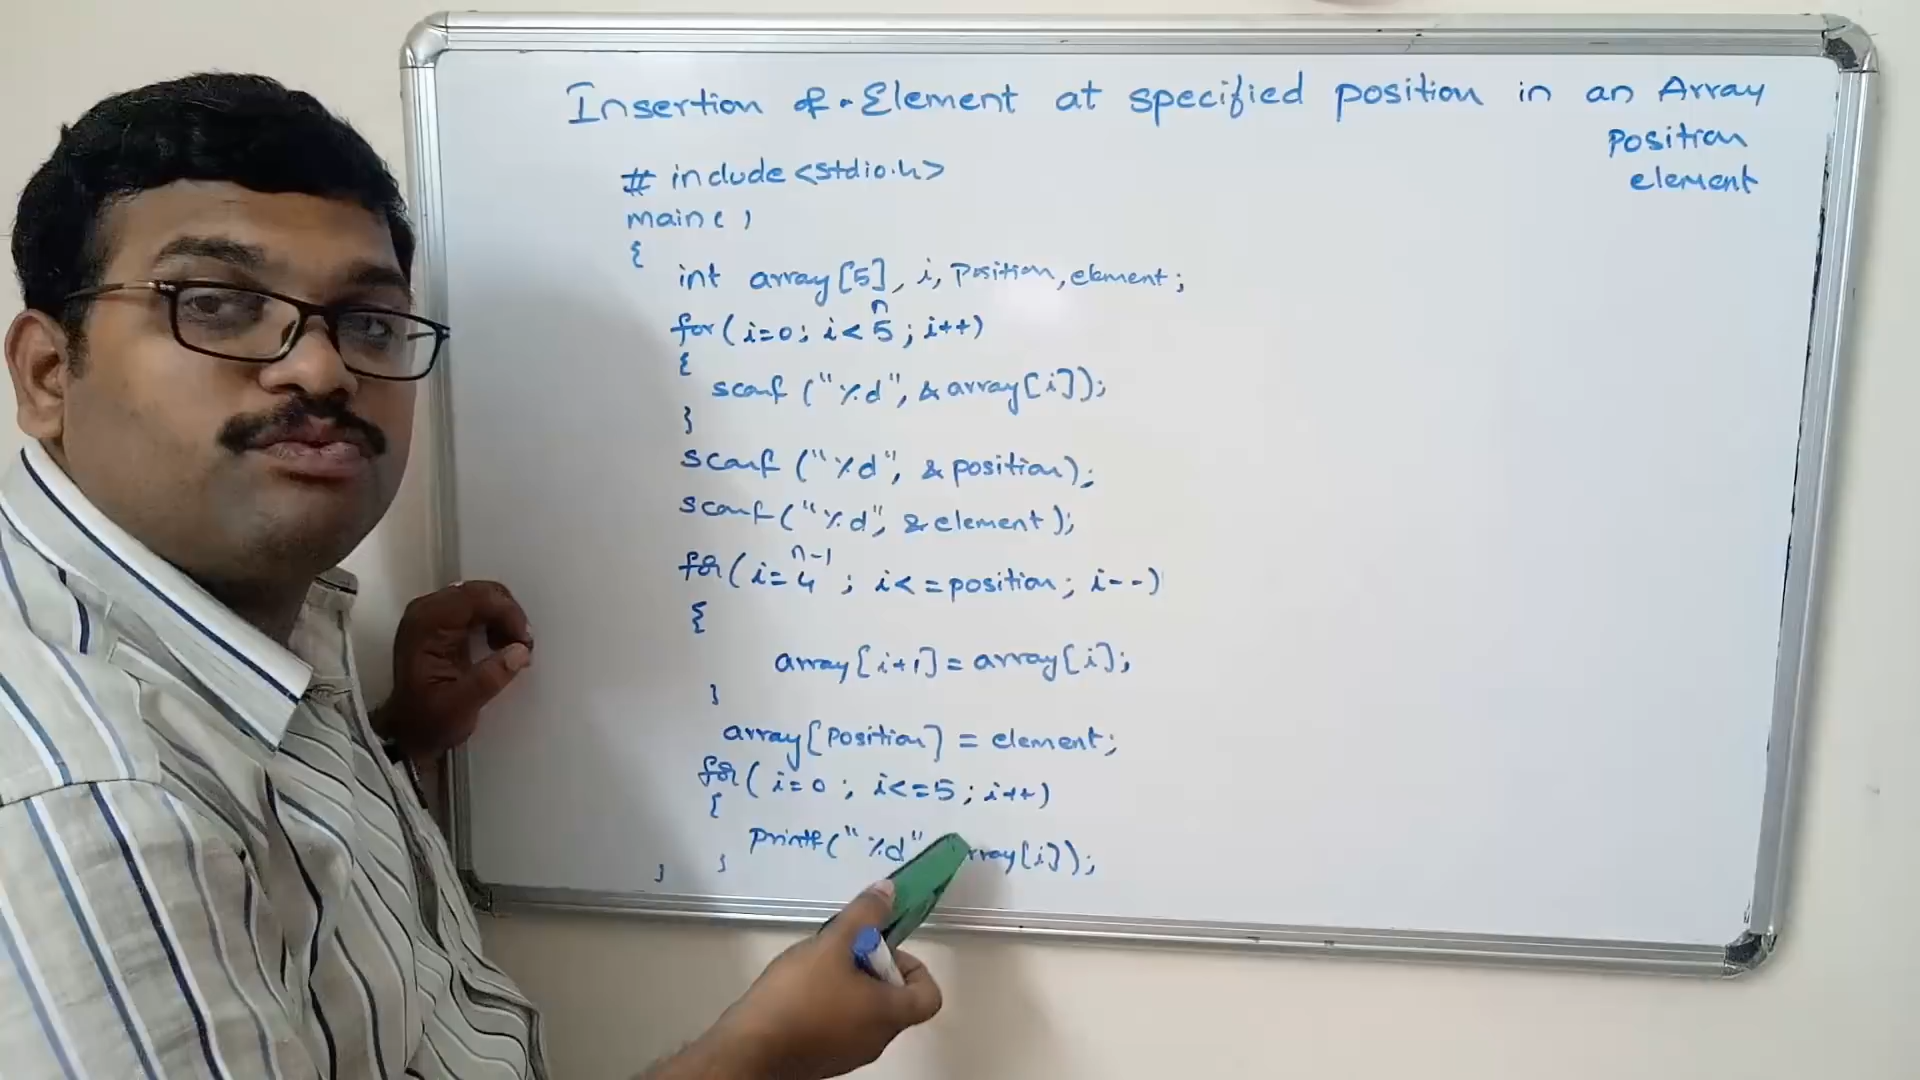 Insertion of Element at specified position in an Array
position
element
# include <stdio.h>
main( )
{
int array[5], i, position, element;
n
for( i=0; i< 5 ; i++)
{
scanf ("%d", & array[i]);
}
scanf ("%d", & position);
scanf("%d", & element);
n-1
for( i= 4 ; i<=position; i--)
{
array[i+1] = array[i];
}
array[position] = element;
for( i=0 ; i<=5 ; i++)
{
printf("%d" array[i]);
} }